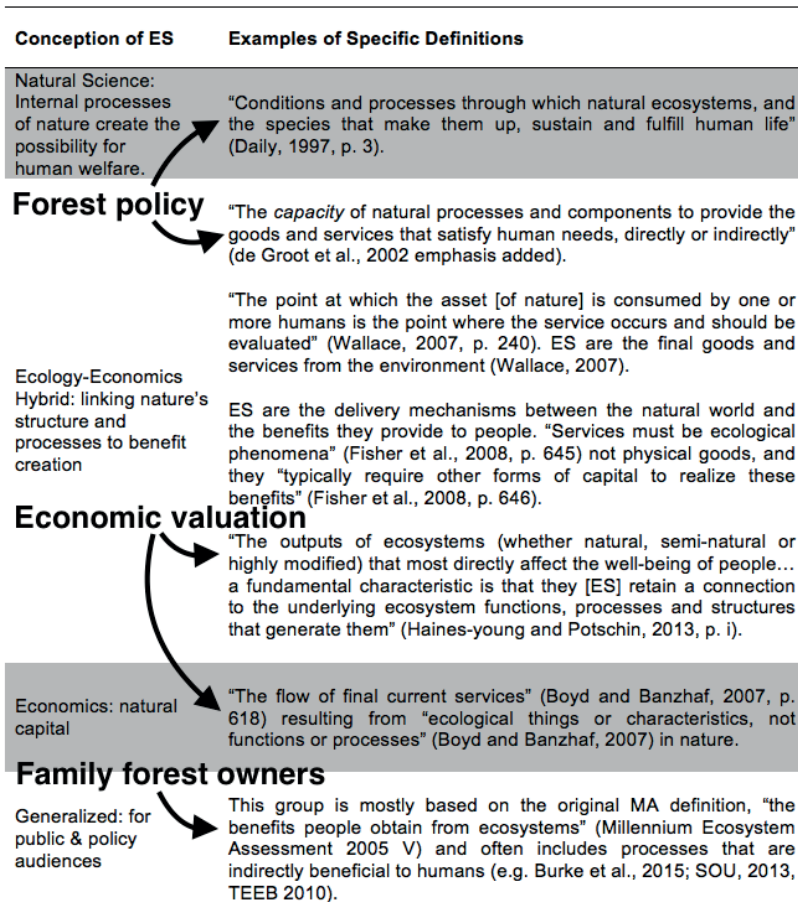 Conception of ES
Examples of Specific Definitions
Natural Science:
Internal processes
of nature create the
possibility for
human welfare.
“Conditions and processes through which natural ecosystems, and
the species that make them up, sustain and fulfill human life”
(Daily, 1997, p. 3).
Forest policy
“The capacity of natural processes and components to provide the
goods and services that satisfy human needs, directly or indirectly”
(de Groot et al., 2002 emphasis added).
“The point at which the asset [of nature] is consumed by one or
more humans is the point where the service occurs and should be
evaluated” (Wallace, 2007, p. 240). ES are the final goods and
services from the environment (Wallace, 2007).
Ecology-Economics
Hybrid: linking nature’s
structure and
processes to benefit
creation
ES are the delivery mechanisms between the natural world and
the benefits they provide to people. “Services must be ecological
phenomena” (Fisher et al., 2008, p. 645) not physical goods, and
they “typically require other forms of capital to realize these
benefits” (Fisher et al., 2008, p. 646).
Economic valuation
“The outputs of ecosystems (whether natural, semi-natural or
highly modified) that most directly affect the well-being of people…
a fundamental characteristic is that they [ES] retain a connection
to the underlying ecosystem functions, processes and structures
that generate them” (Haines-young and Potschin, 2013, p. i).
Economics: natural
capital
“The flow of final current services” (Boyd and Banzhaf, 2007, p.
618) resulting from “ecological things or characteristics, not
functions or processes” (Boyd and Banzhaf, 2007) in nature.
Family forest owners
Generalized: for
public & policy
audiences
This group is mostly based on the original MA definition, “the
benefits people obtain from ecosystems” (Millennium Ecosystem
Assessment 2005 V) and often includes processes that are
indirectly beneficial to humans (e.g. Burke et al., 2015; SOU, 2013,
TEEB 2010).